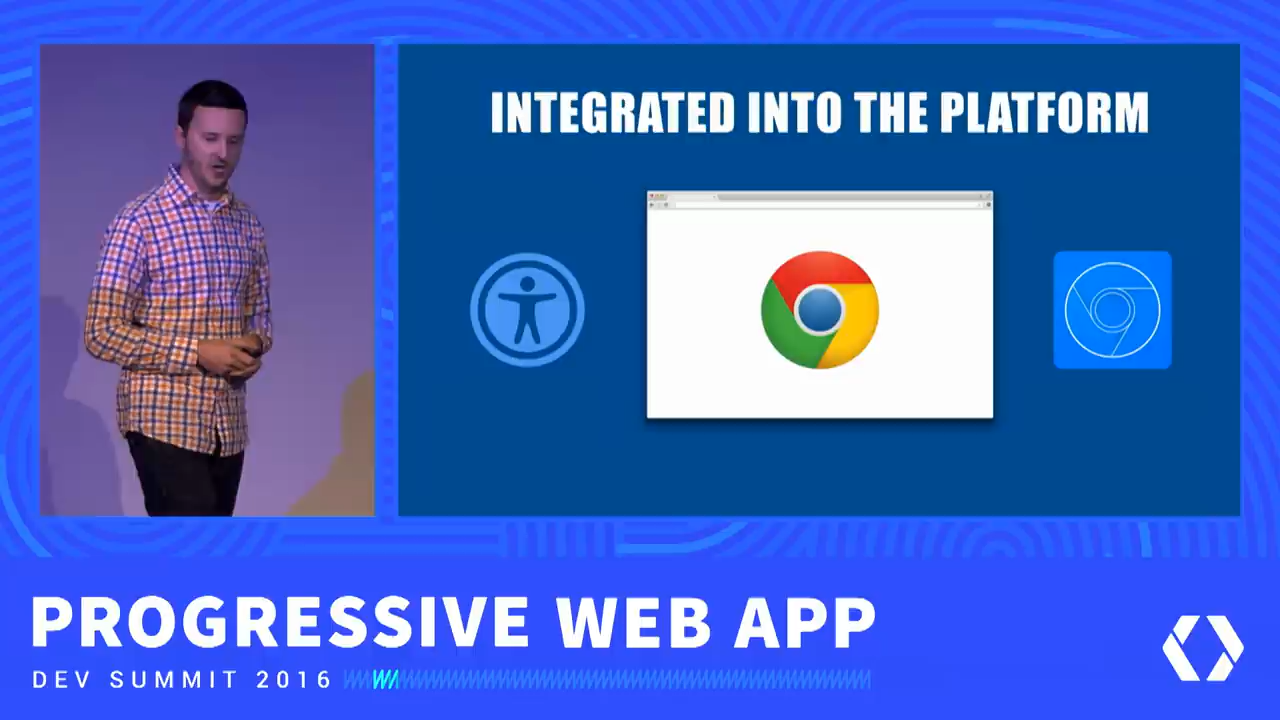 INTEGRATED INTO THE PLATFORM
PROGRESSIVE WEB APP
DEV SUMMIT 2016